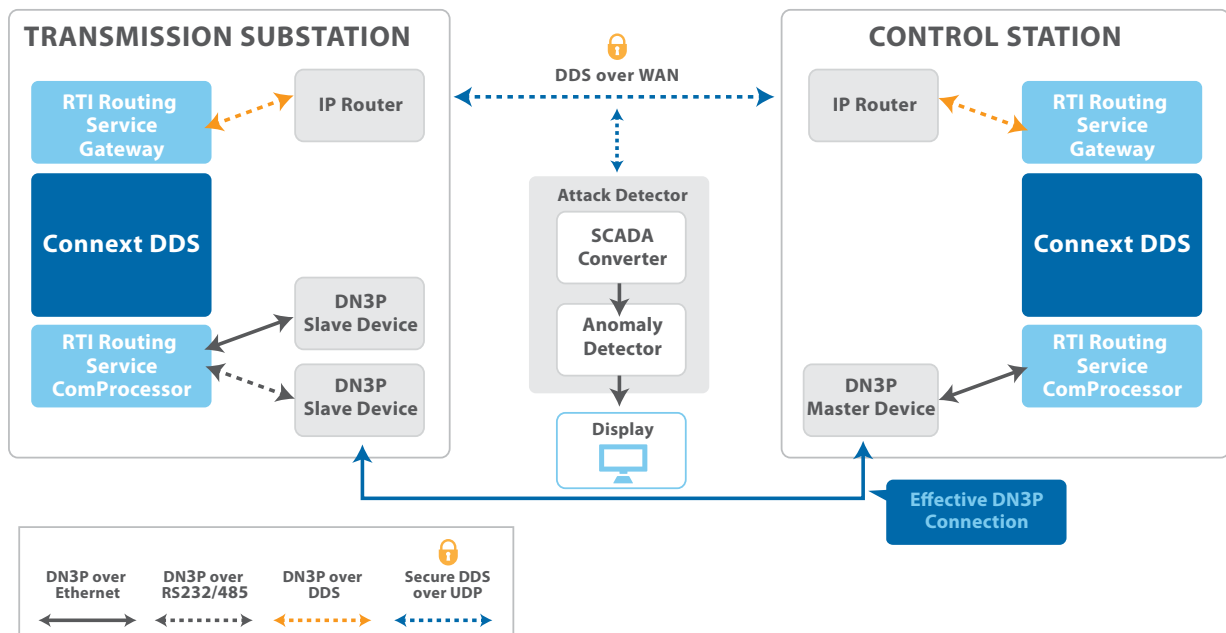 TRANSMISSION SUBSTATION
RTI Routing
Service
Gateway
IP Router
Connext DDS
DN3P
Slave Device
RTI Routing
Service
ComProcessor
DN3P
Slave Device
DDS over WAN
Attack Detector
SCADA
Converter
Anomaly
Detector
Display
CONTROL STATION
IP Router
RTI Routing
Service
Gateway
Connext DDS
DN3P
Master Device
RTI Routing
Service
ComProcessor
Effective DN3P
Connection
DN3P over
Ethernet
DN3P over
RS232/485
DN3P over
DDS
Secure DDS
over UDP